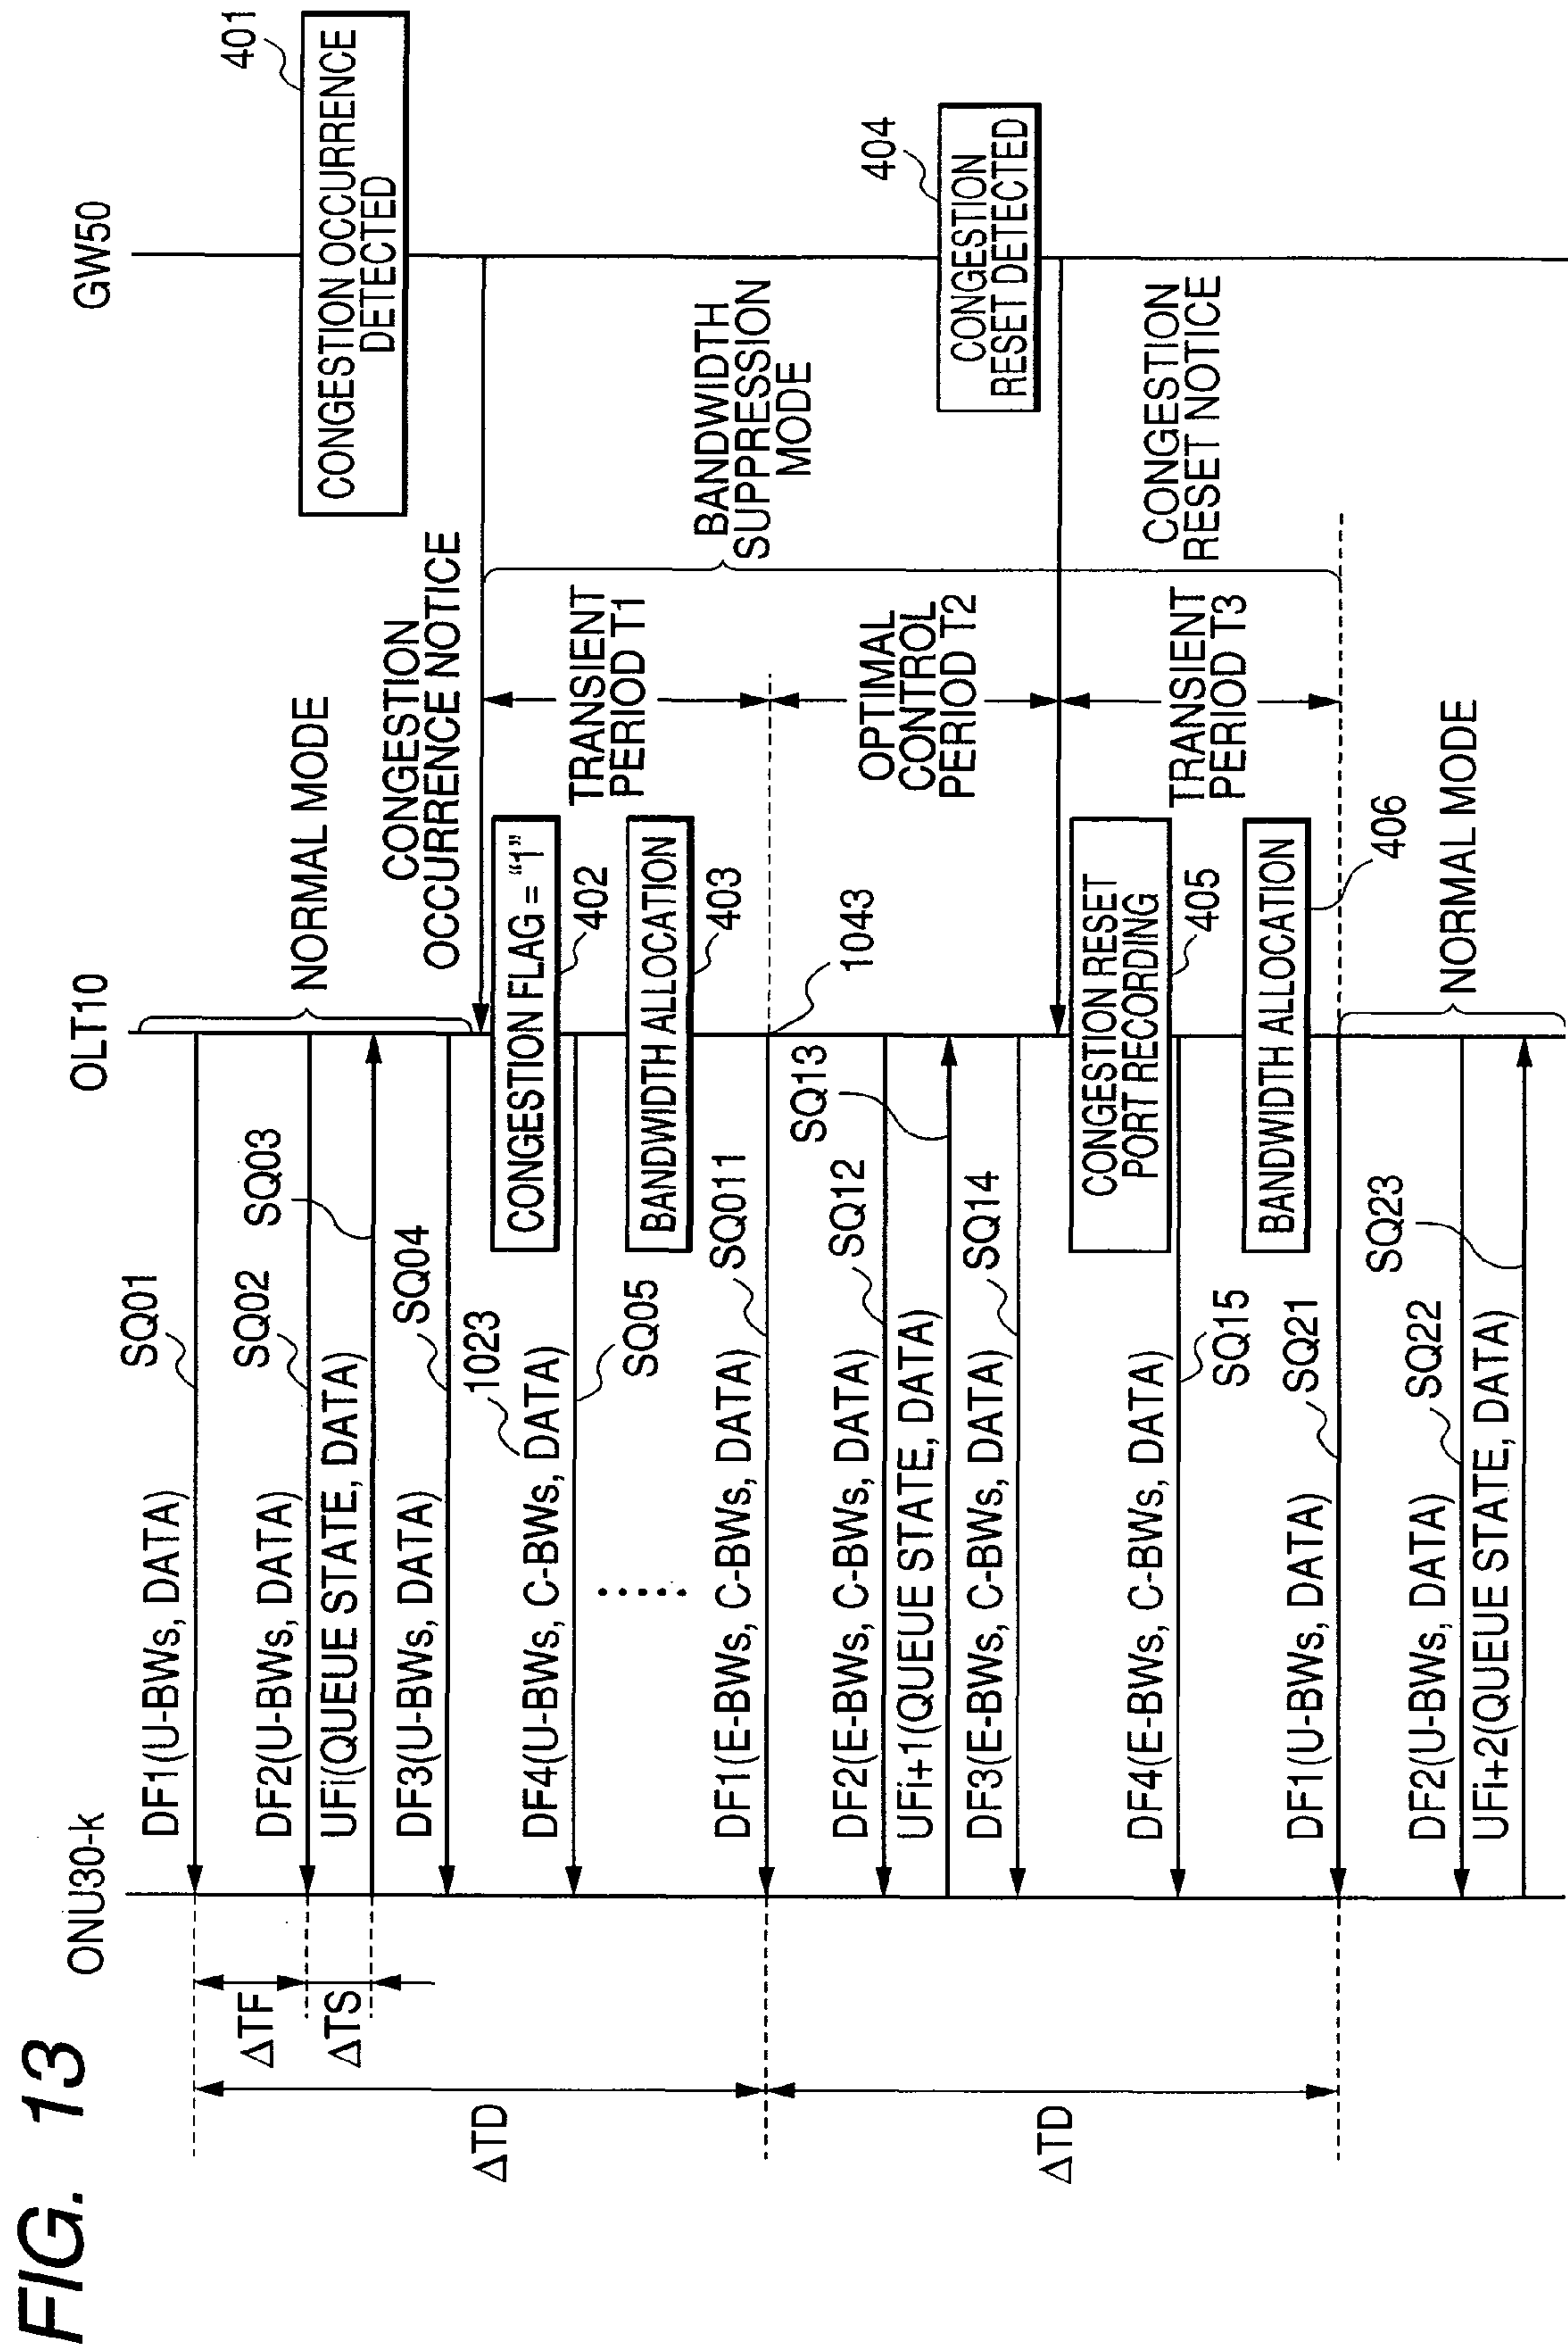 FIG. 13
ONU30-k
OLT10
GW50
ΔTF
ΔTS
ΔTD
ΔTD
DF1(U-BWs, DATA)
SQ01
DF2(U-BWs, DATA)
SQ02
UFi(QUEUE STATE, DATA)
SQ03
DF3(U-BWs, DATA)
SQ04
NORMAL MODE
CONGESTION OCCURRENCE
DETECTED
401
CONGESTION
OCCURRENCE NOTICE
CONGESTION FLAG = “1”
402
1023
DF4(U-BWs, C-BWs, DATA)
SQ05
BANDWIDTH ALLOCATION
403
TRANSIENT
PERIOD T1
BANDWIDTH
SUPPRESSION
MODE
DF1(E-BWs, C-BWs, DATA)
SQ011
1043
DF2(E-BWs, C-BWs, DATA)
SQ12
UFi+1(QUEUE STATE, DATA)
SQ13
DF3(E-BWs, C-BWs, DATA)
SQ14
OPTIMAL
CONTROL
PERIOD T2
CONGESTION
RESET DETECTED
404
CONGESTION
RESET NOTICE
CONGESTION RESET
PORT RECORDING
405
DF4(E-BWs, C-BWs, DATA)
SQ15
TRANSIENT
PERIOD T3
BANDWIDTH ALLOCATION
406
DF1(U-BWs, DATA)
SQ21
DF2(U-BWs, DATA)
SQ22
UFi+2(QUEUE STATE, DATA)
SQ23
NORMAL MODE